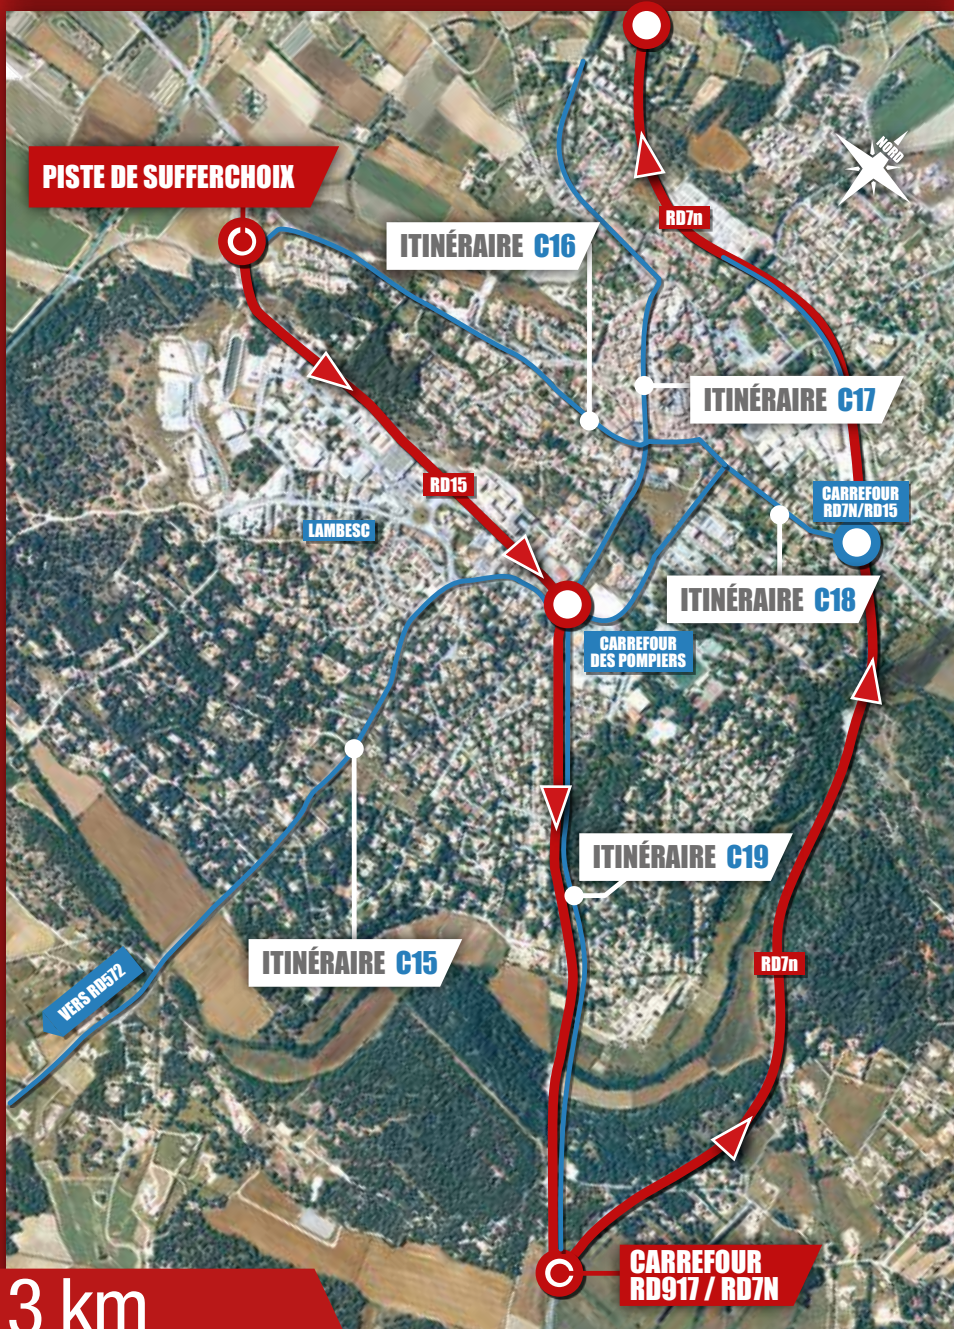 NORD
PISTE DE SUFFERCHOIX
RD7n
ITINÉRAIRE C16
ITINÉRAIRE C17
RD15
CARREFOUR
RD7N/RD15
LAMBESC
ITINÉRAIRE C18
CARREFOUR
DES POMPIERS
ITINÉRAIRE C19
ITINÉRAIRE C15
RD7n
VERS RD572
CARREFOUR
RD917 / RD7N
3 km